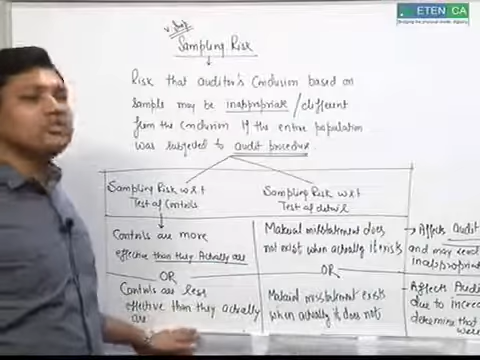 v. Imp
Sampling Risk
Risk that auditor's Conclusion based on
sample may be inappropriate / different
from the conclusion if the entire population
was subjected to audit procedure.
Sampling Risk w.r.t
Test of Controls
Sampling Risk w.r.t
Test of detail
Controls are more
effective than they Actually are
OR
Controls are less
effective than they actually
are.
Material misstatement does
not exist, when actually it exists
OR
Material misstatement exists
when actually it does not
→ Affects Audit
and may lead
inappropriat
→ Affects Audit
due to increa
determine that
were
ETEN CA